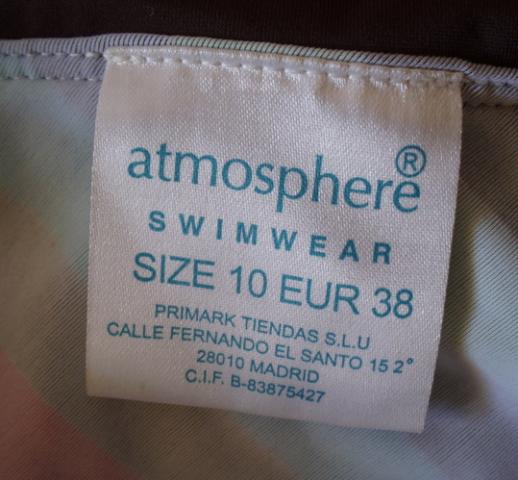 atmosphere®
SWIMWEAR
SIZE 10 EUR 38
PRIMARK TIENDAS S.L.U
CALLE FERNANDO EL SANTO 15 2°
28010 MADRID
C.I.F. B-83875427